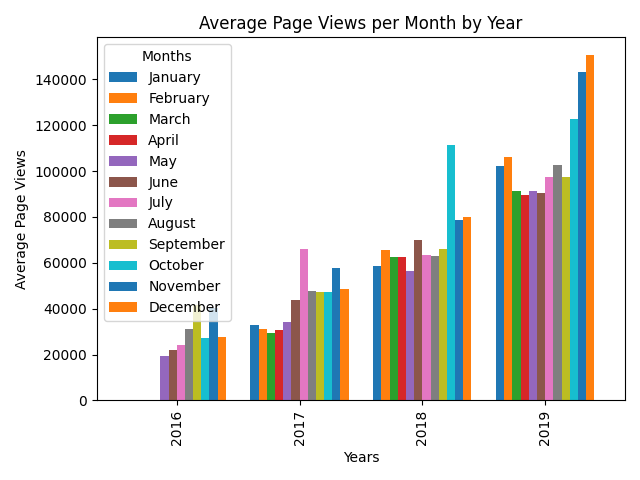 Average Page Views per Month by Year
Average Page Views
140000
120000
100000
80000
60000
40000
20000
0
Months
January
February
March
April
May
June
July
August
September
October
November
December
2016
2017
2018
2019
Years